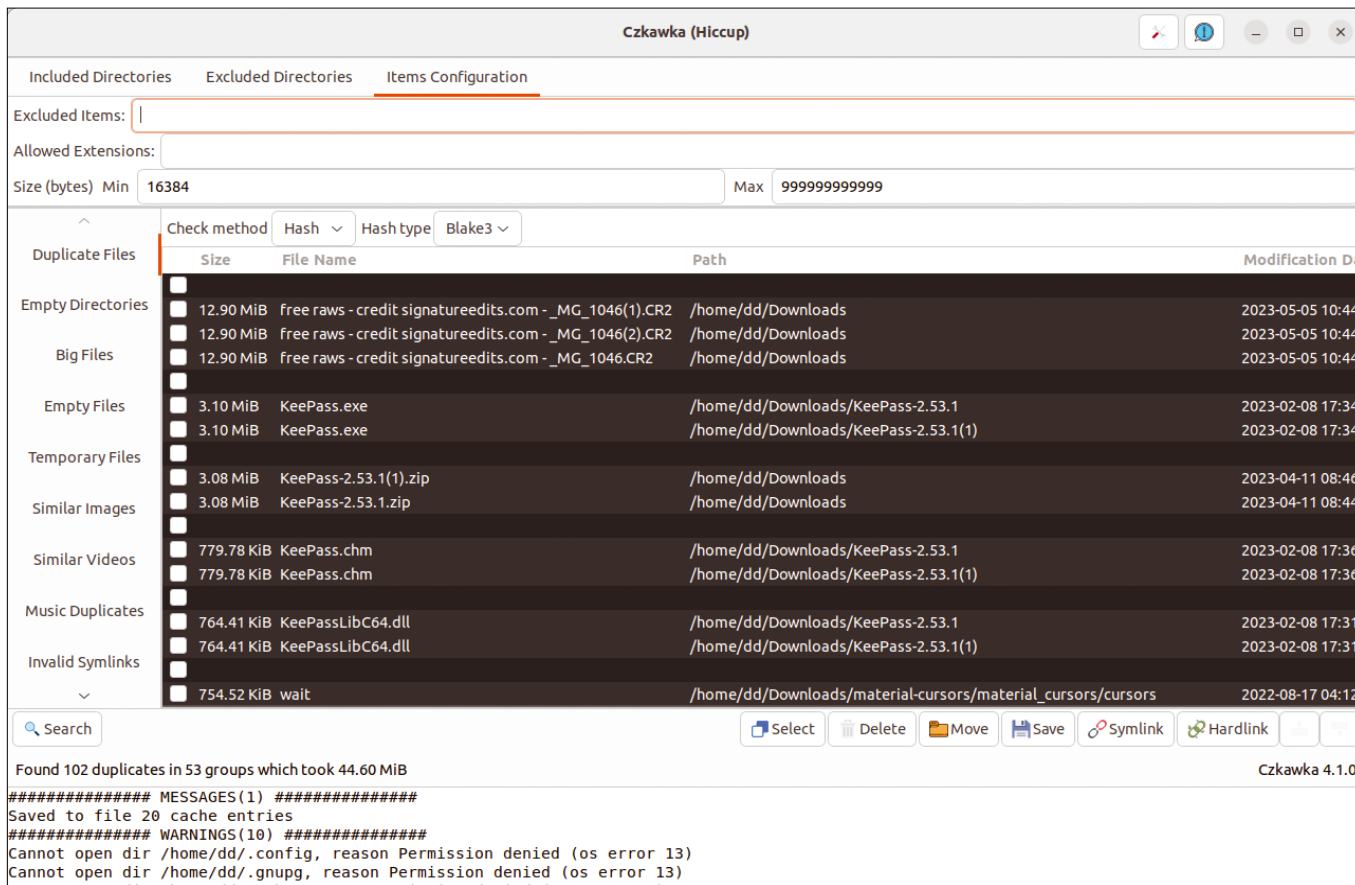 Czkawka (Hiccup)
Included Directories Excluded Directories Items Configuration
Excluded Items:
Allowed Extensions:
Size (bytes) Min 16384 Max 999999999999
Check method Hash Hash type Blake3
Duplicate Files
Empty Directories
Big Files
Empty Files
Temporary Files
Similar Images
Similar Videos
Music Duplicates
Invalid Symlinks
Size File Name Path Modification Da
12.90 MiB free raws - credit signatureedits.com - _MG_1046(1).CR2 /home/dd/Downloads 2023-05-05 10:44
12.90 MiB free raws - credit signatureedits.com - _MG_1046(2).CR2 /home/dd/Downloads 2023-05-05 10:44
12.90 MiB free raws - credit signatureedits.com - _MG_1046.CR2 /home/dd/Downloads 2023-05-05 10:44
3.10 MiB KeePass.exe /home/dd/Downloads/KeePass-2.53.1 2023-02-08 17:34
3.10 MiB KeePass.exe /home/dd/Downloads/KeePass-2.53.1(1) 2023-02-08 17:34
3.08 MiB KeePass-2.53.1(1).zip /home/dd/Downloads 2023-04-11 08:46
3.08 MiB KeePass-2.53.1.zip /home/dd/Downloads 2023-04-11 08:44
779.78 KiB KeePass.chm /home/dd/Downloads/KeePass-2.53.1 2023-02-08 17:36
779.78 KiB KeePass.chm /home/dd/Downloads/KeePass-2.53.1(1) 2023-02-08 17:36
764.41 KiB KeePassLibC64.dll /home/dd/Downloads/KeePass-2.53.1 2023-02-08 17:31
764.41 KiB KeePassLibC64.dll /home/dd/Downloads/KeePass-2.53.1(1) 2023-02-08 17:31
754.52 KiB wait /home/dd/Downloads/material-cursors/material_cursors/cursors 2022-08-17 04:12
Search Select Delete Move Save Symlink Hardlink
Found 102 duplicates in 53 groups which took 44.60 MiB Czkawka 4.1.0
############### MESSAGES(1) ###############
Saved to file 20 cache entries
############### WARNINGS(10) ###############
Cannot open dir /home/dd/.config, reason Permission denied (os error 13)
Cannot open dir /home/dd/.gnupg, reason Permission denied (os error 13)